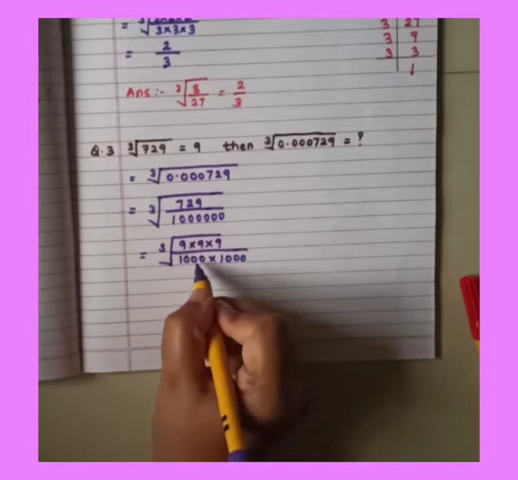 3×3×3
= 2/3
Ans :- ∛8/27 = 2/3
3 | 27
3 | 9
3 | 3
1
Q.3 ∛729 = 9 then ∛0.000729 = ?
= ∛0.000729
= ∛729/1000000
= ∛9×9×9/1000×1000